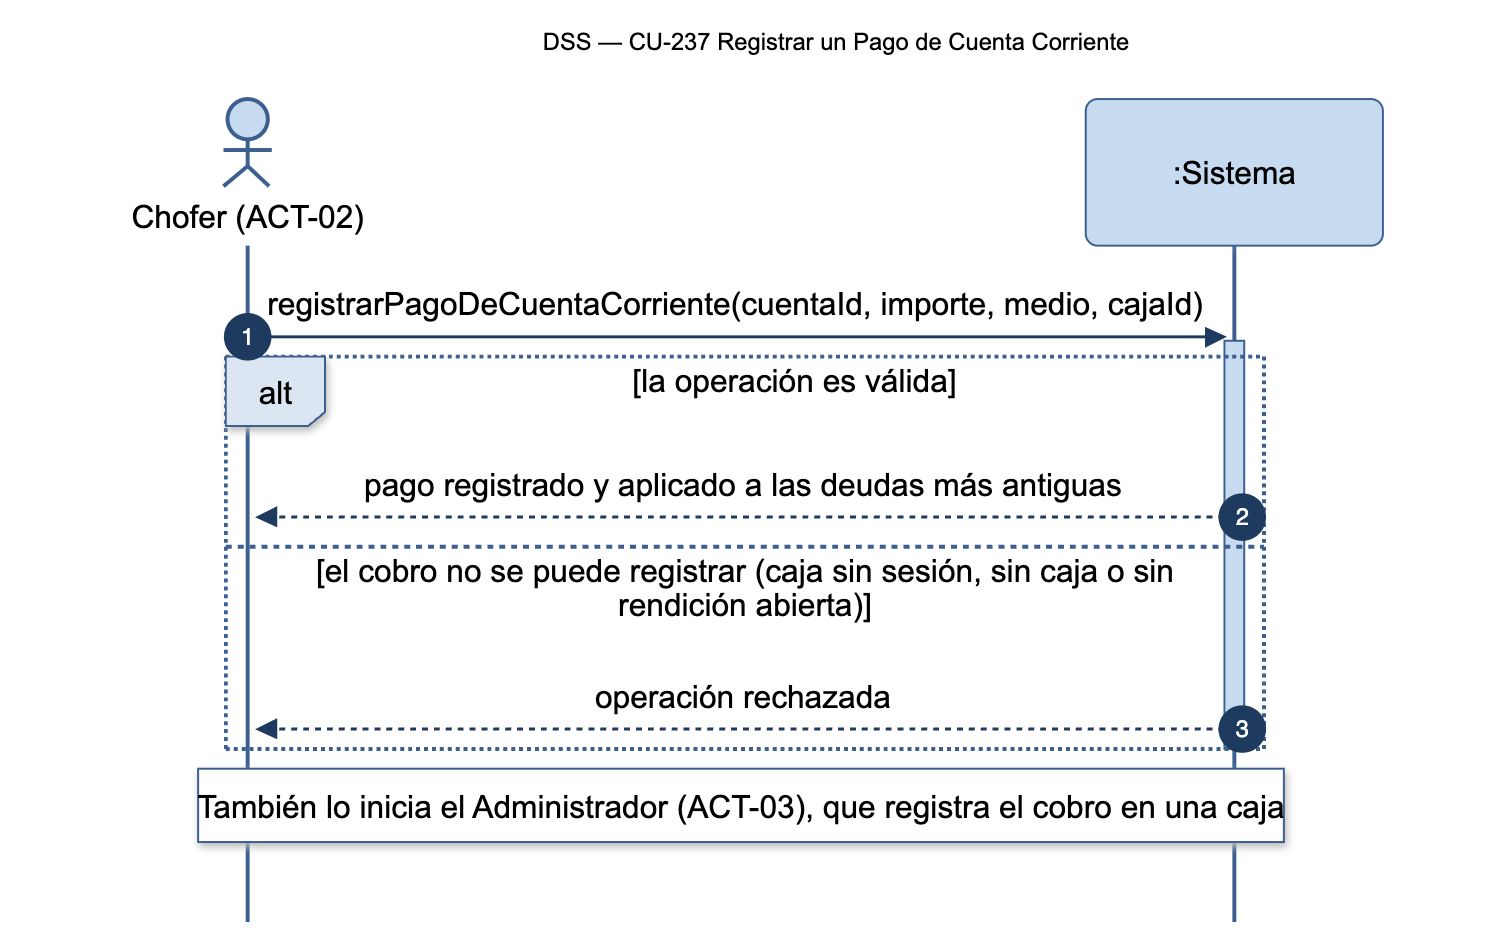 DSS — CU-237 Registrar un Pago de Cuenta Corriente
:Sistema
Chofer (ACT-02)
registrarPagoDeCuentaCorriente(cuentaId, importe, medio, cajaId)
1
alt
[la operación es válida]
pago registrado y aplicado a las deudas más antiguas
2
[el cobro no se puede registrar (caja sin sesión, sin caja o sin
rendición abierta)]
operación rechazada
3
También lo inicia el Administrador (ACT-03), que registra el cobro en una caja